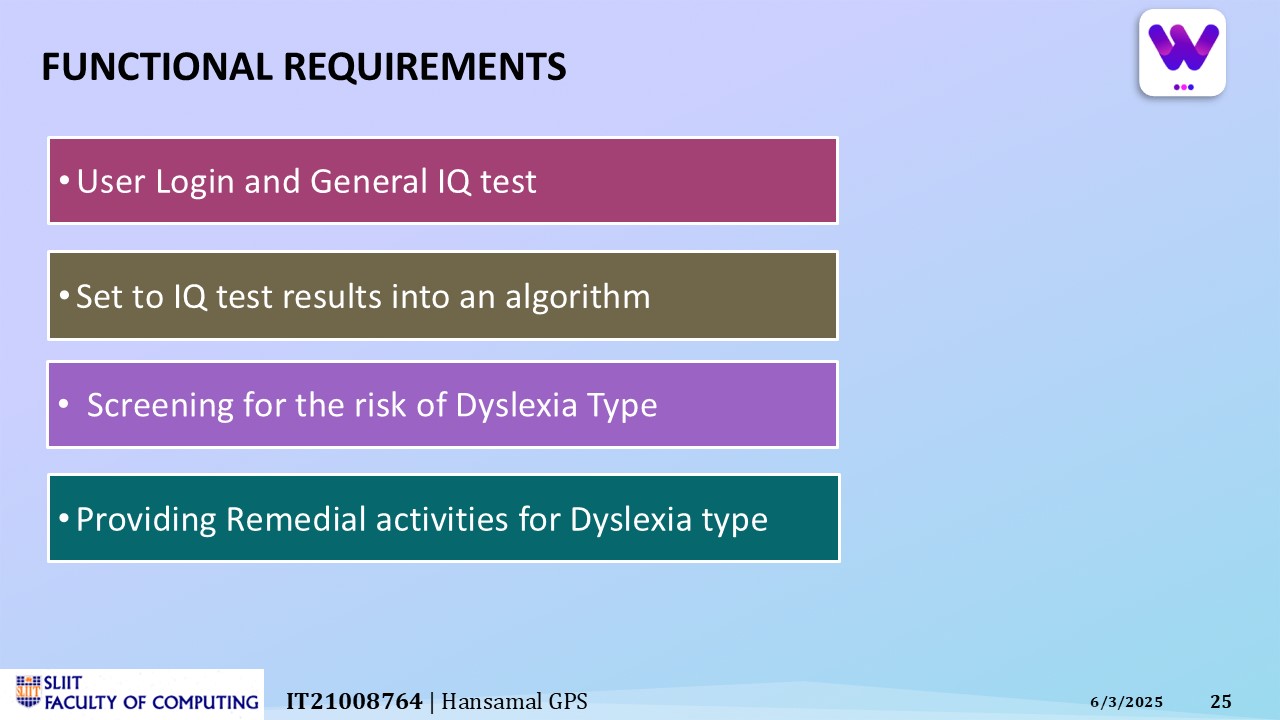 FUNCTIONAL REQUIREMENTS
• User Login and General IQ test
• Set to IQ test results into an algorithm
• Screening for the risk of Dyslexia Type
• Providing Remedial activities for Dyslexia type
SLIIT
FACULTY OF COMPUTING
IT21008764 | Hansamal GPS
6/3/2025
25